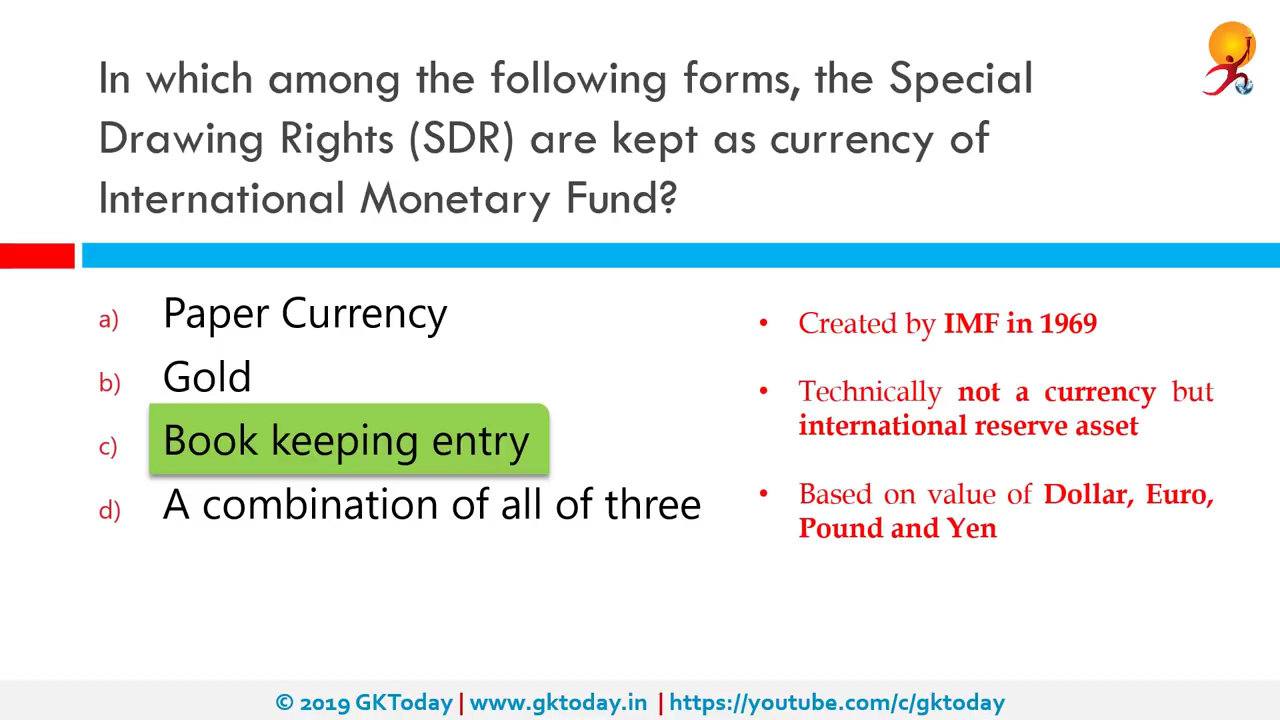 In which among the following forms, the Special
Drawing Rights (SDR) are kept as currency of
International Monetary Fund?
a) Paper Currency
b) Gold
c) Book keeping entry
d) A combination of all of three
• Created by IMF in 1969
• Technically not a currency but
international reserve asset
• Based on value of Dollar, Euro,
Pound and Yen
© 2019 GKToday | www.gktoday.in | https://youtube.com/c/gktoday